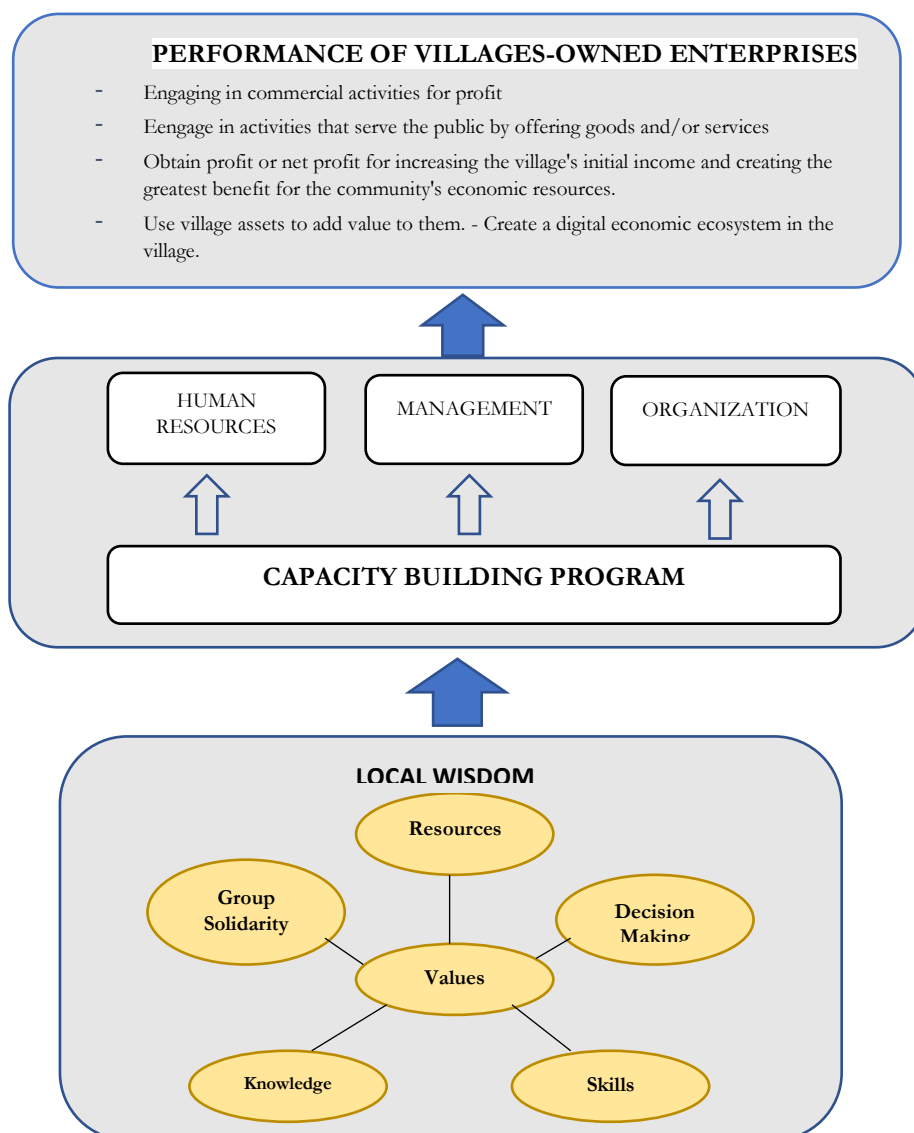 PERFORMANCE OF VILLAGES-OWNED ENTERPRISES
- Engaging in commercial activities for profit
- Eengage in activities that serve the public by offering goods and/or services
- Obtain profit or net profit for increasing the village's initial income and creating the
greatest benefit for the community's economic resources.
- Use village assets to add value to them. - Create a digital economic ecosystem in the
village.
HUMAN
RESOURCES
MANAGEMENT
ORGANIZATION
CAPACITY BUILDING PROGRAM
LOCAL WISDOM
Resources
Group
Solidarity
Decision
Making
Values
Knowledge
Skills